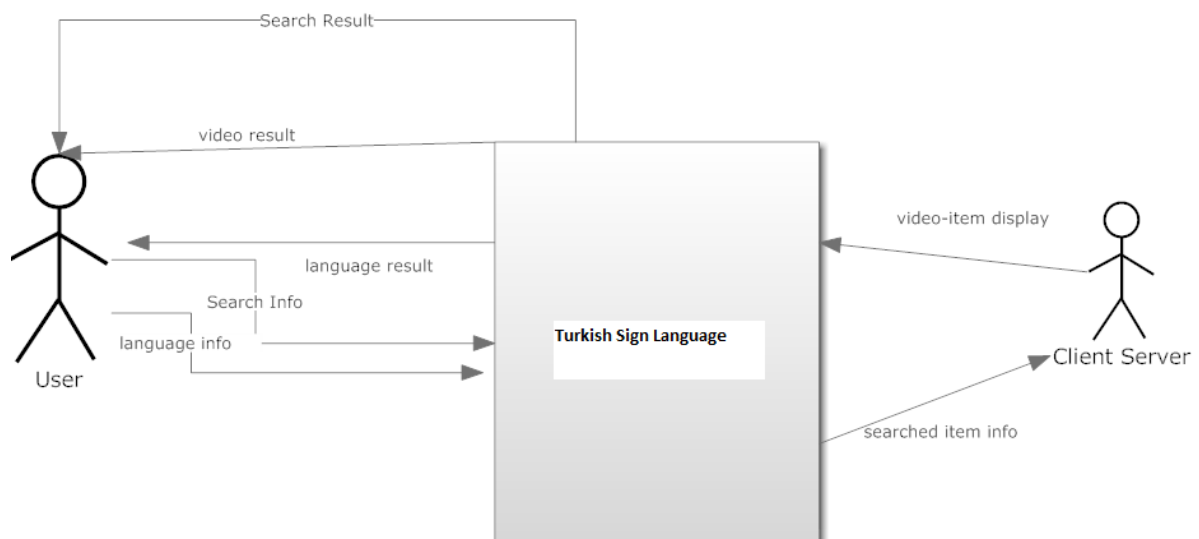 Search Result
video result
video-item display
language result
Search Info
Turkish Sign Language
language info
Client Server
User
searched item info